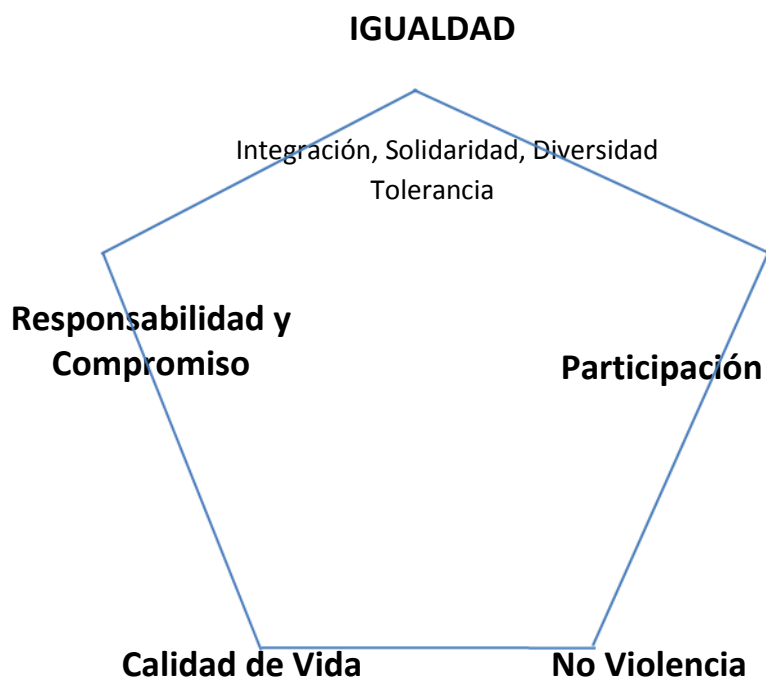 IGUALDAD
Integración, Solidaridad, Diversidad
Tolerancia
Responsabilidad y
Compromiso
Participación
Calidad de Vida
No Violencia